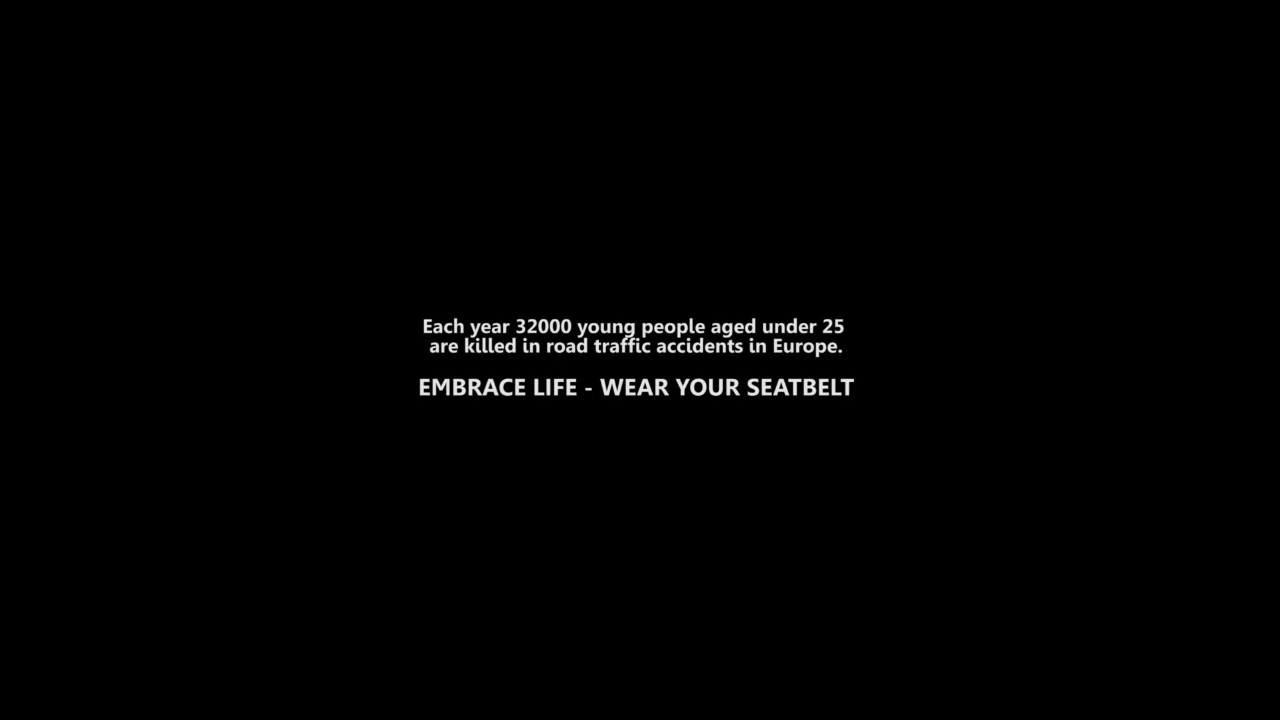 Each year 32000 young people aged under 25
are killed in road traffic accidents in Europe.
EMBRACE LIFE - WEAR YOUR SEATBELT